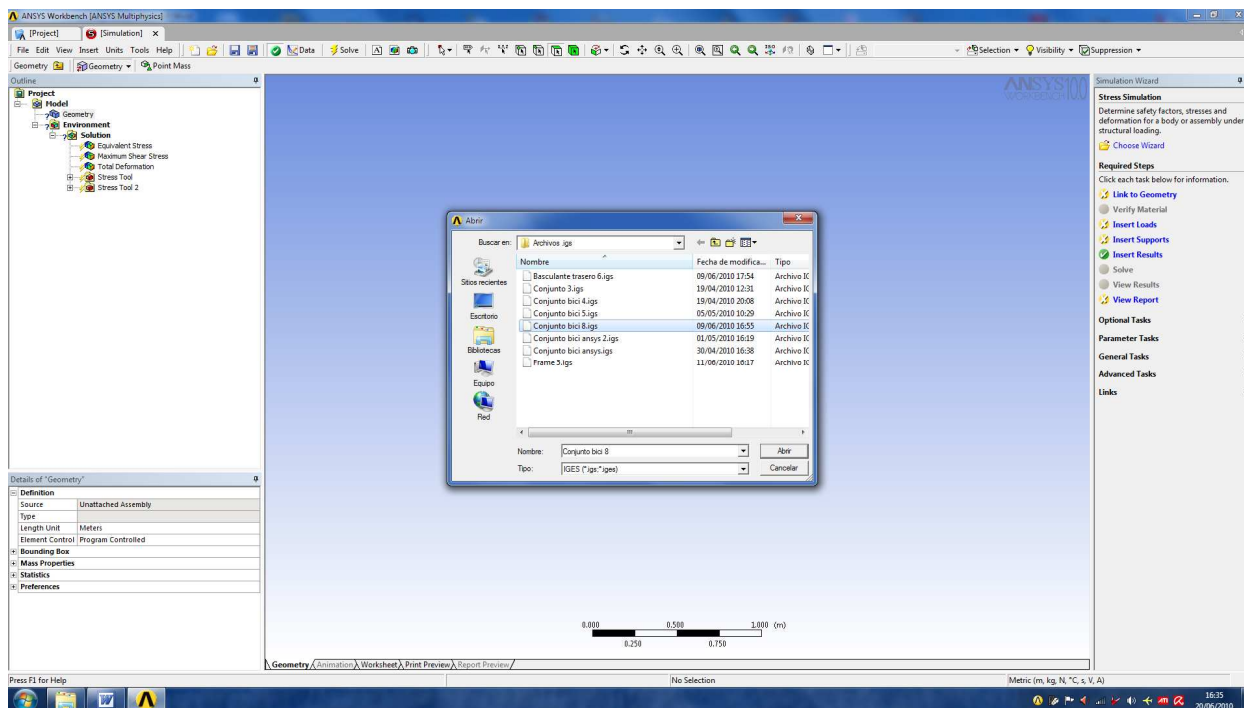 ANSYS Workbench [ANSYS Multiphysics]
[Project] [Simulation] ×
File Edit View Insert Units Tools Help Data Solve Selection Visibility Suppression
Geometry Geometry Point Mass
Outline
Project
Model
Geometry
Environment
Solution
Equivalent Stress
Maximum Shear Stress
Total Deformation
Stress Tool
Stress Tool 2
Details of "Geometry"
Definition
Source Unattached Assembly
Type
Length Unit Meters
Element Control Program Controlled
Bounding Box
Mass Properties
Statistics
Preferences
ANSYS 10.0
WORKBENCH
Abrir
Buscar en: Archivos .igs
Nombre Fecha de modifica... Tipo
Basculante trasero 6.igs 09/06/2010 17:54 Archivo IG
Conjunto 3.igs 19/04/2010 12:31 Archivo IG
Conjunto bici 4.igs 19/04/2010 20:08 Archivo IG
Conjunto bici 5.igs 05/05/2010 10:29 Archivo IG
Conjunto bici 8.igs 09/06/2010 16:55 Archivo IG
Conjunto bici ansys 2.igs 01/05/2010 16:19 Archivo IG
Conjunto bici ansys.igs 30/04/2010 16:38 Archivo IG
Frame 5.igs 11/06/2010 16:17 Archivo IG
Sitios recientes
Escritorio
Bibliotecas
Equipo
Red
Nombre: Conjunto bici 8 Abrir
Tipo: IGES (*.igs;*.iges) Cancelar
0.000 0.500 1.000 (m)
0.250 0.750
Geometry Animation Worksheet Print Preview Report Preview
Simulation Wizard
Stress Simulation
Determine safety factors, stresses and
deformation for a body or assembly under
structural loading.
Choose Wizard
Required Steps
Click each task below for information.
Link to Geometry
Verify Material
Insert Loads
Insert Supports
Insert Results
Solve
View Results
View Report
Optional Tasks
Parameter Tasks
General Tasks
Advanced Tasks
Links
Press F1 for Help No Selection Metric (m, kg, N, °C, s, V, A)
16:35
20/06/2010